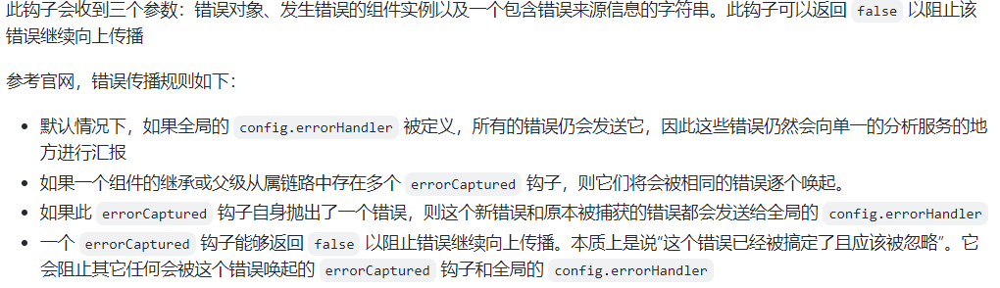 此钩子会收到三个参数：错误对象、发生错误的组件实例以及一个包含错误来源信息的字符串。此钩子可以返回 false 以阻止该
错误继续向上传播
参考官网，错误传播规则如下：
• 默认情况下，如果全局的 config.errorHandler 被定义，所有的错误仍会发送它，因此这些错误仍然会向单一的分析服务的地
方进行汇报
• 如果一个组件的继承或父级从属链路中存在多个 errorCaptured 钩子，则它们将会被相同的错误逐个唤起。
• 如果此 errorCaptured 钩子自身抛出了一个错误，则这个新错误和原本被捕获的错误都会发送给全局的 config.errorHandler
• 一个 errorCaptured 钩子能够返回 false 以阻止错误继续向上传播。本质上是说“这个错误已经被搞定了且应该被忽略”。它
会阻止其它任何会被这个错误唤起的 errorCaptured 钩子和全局的 config.errorHandler